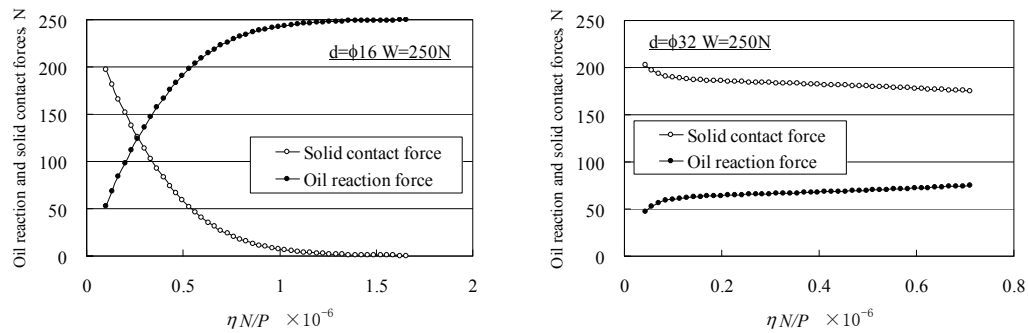 Oil reaction and solid contact forces, N
250
200
150
100
50
0
d=ϕ16 W=250N
Solid contact force
Oil reaction force
0 0.5 1 1.5 2
ηN/P ×10⁻⁶
Oil reaction and solid contact forces, N
250
200
150
100
50
0
d=ϕ32 W=250N
Solid contact force
Oil reaction force
0 0.2 0.4 0.6 0.8
ηN/P ×10⁻⁶